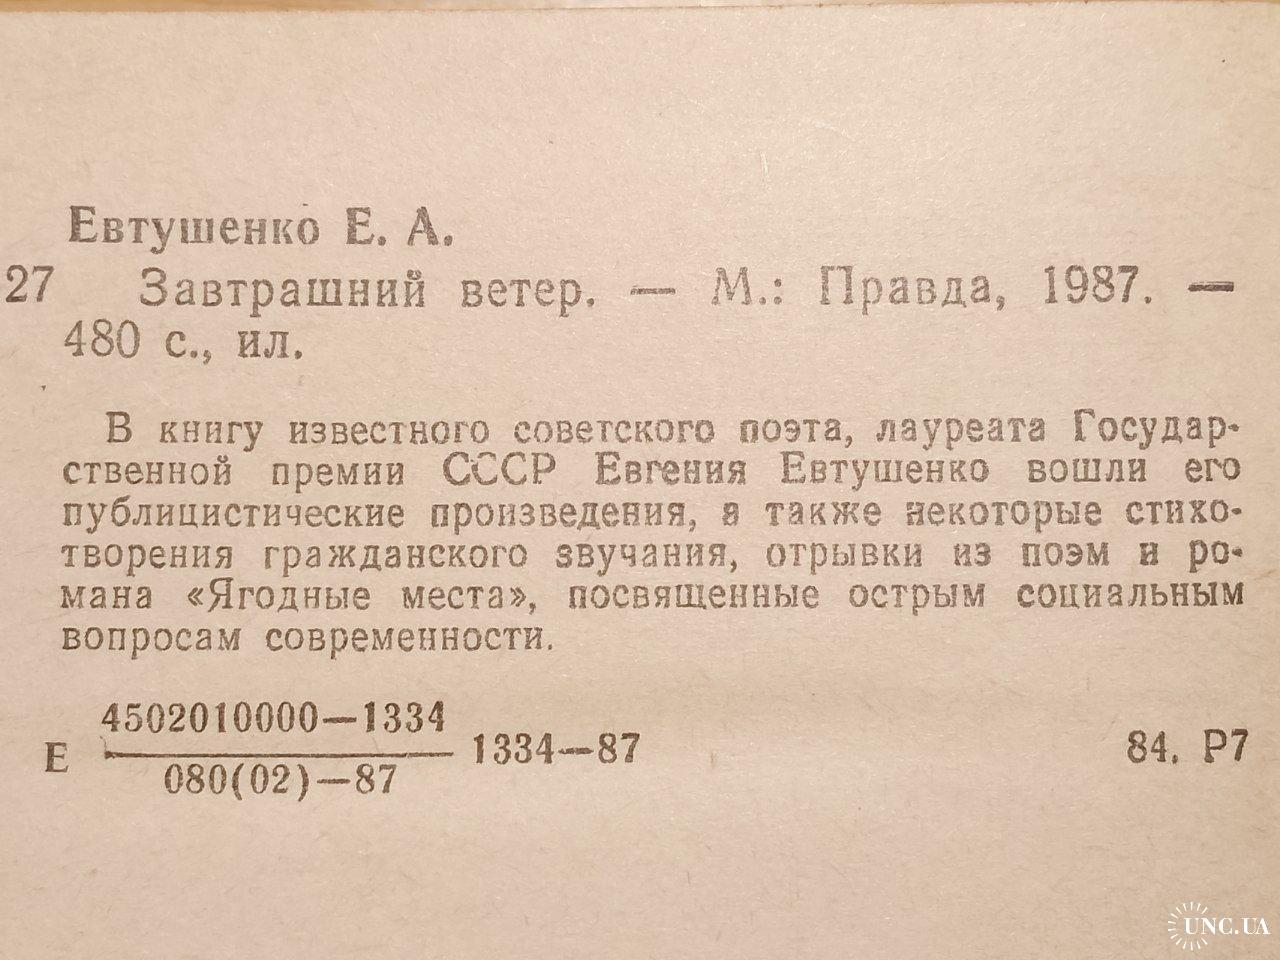 Евтушенко Е. А.
27 Завтрашний ветер. — М.: Правда, 1987. —
480 с., ил.
В книгу известного советского поэта, лауреата Государ-
ственной премии СССР Евгения Евтушенко вошли его
публицистические произведения, а также некоторые стихо-
творения гражданского звучания, отрывки из поэм и ро-
мана «Ягодные места», посвященные острым социальным
вопросам современности.
4502010000—1334
Е 1334—87 84. Р7
080(02)—87
UNC.UA